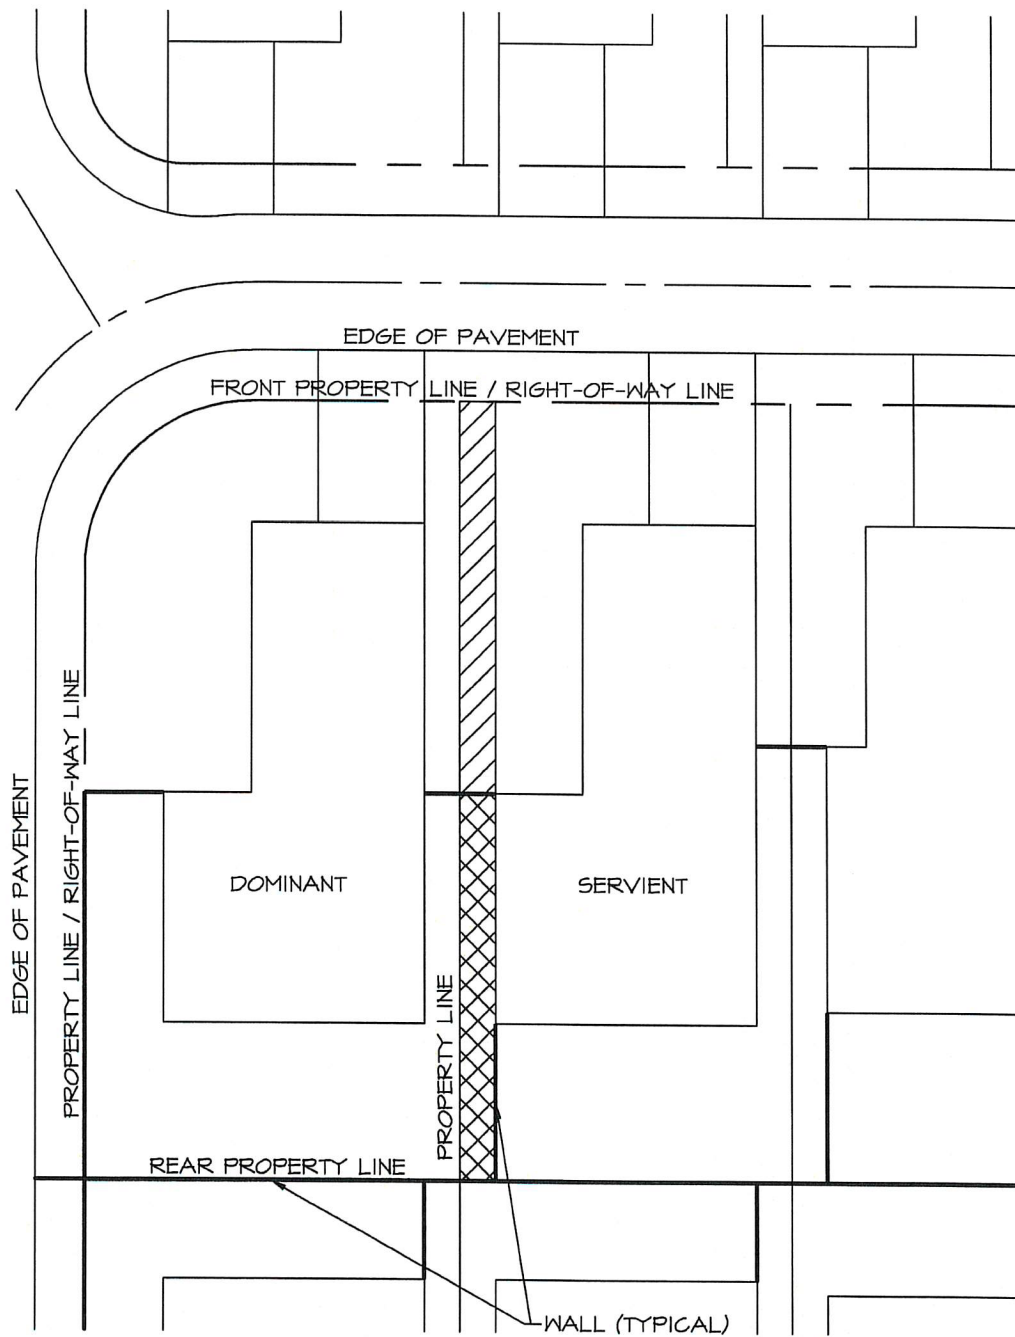 EDGE OF PAVEMENT
FRONT PROPERTY LINE / RIGHT-OF-WAY LINE
EDGE OF PAVEMENT
PROPERTY LINE / RIGHT-OF-WAY LINE
DOMINANT
SERVIENT
PROPERTY LINE
REAR PROPERTY LINE
WALL (TYPICAL)